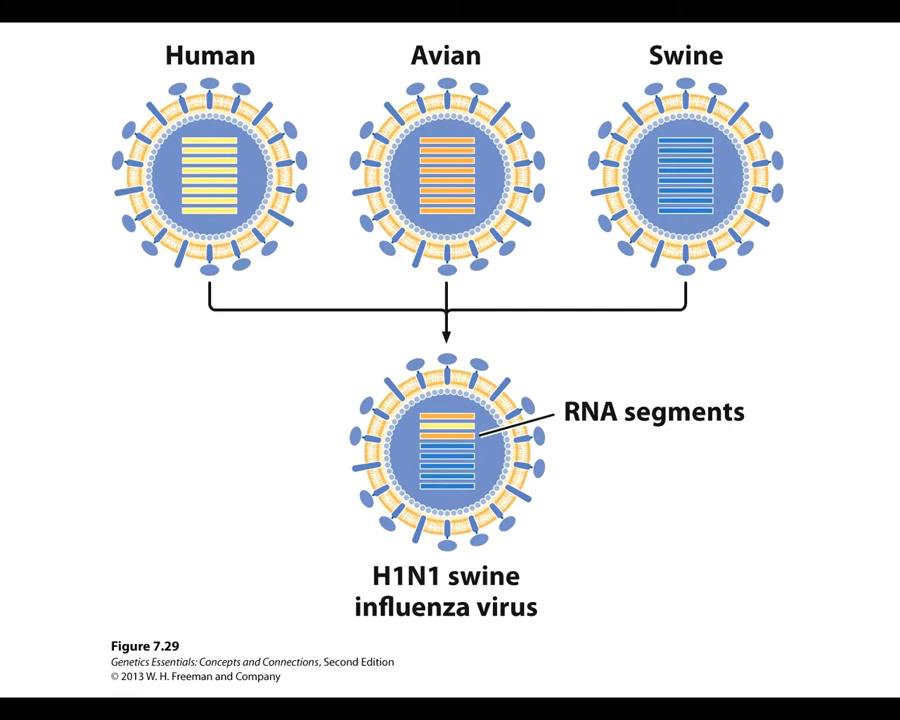 Human
Avian
Swine
RNA segments
H1N1 swine
influenza virus
Figure 7.29
Genetics Essentials: Concepts and Connections, Second Edition
© 2013 W. H. Freeman and Company